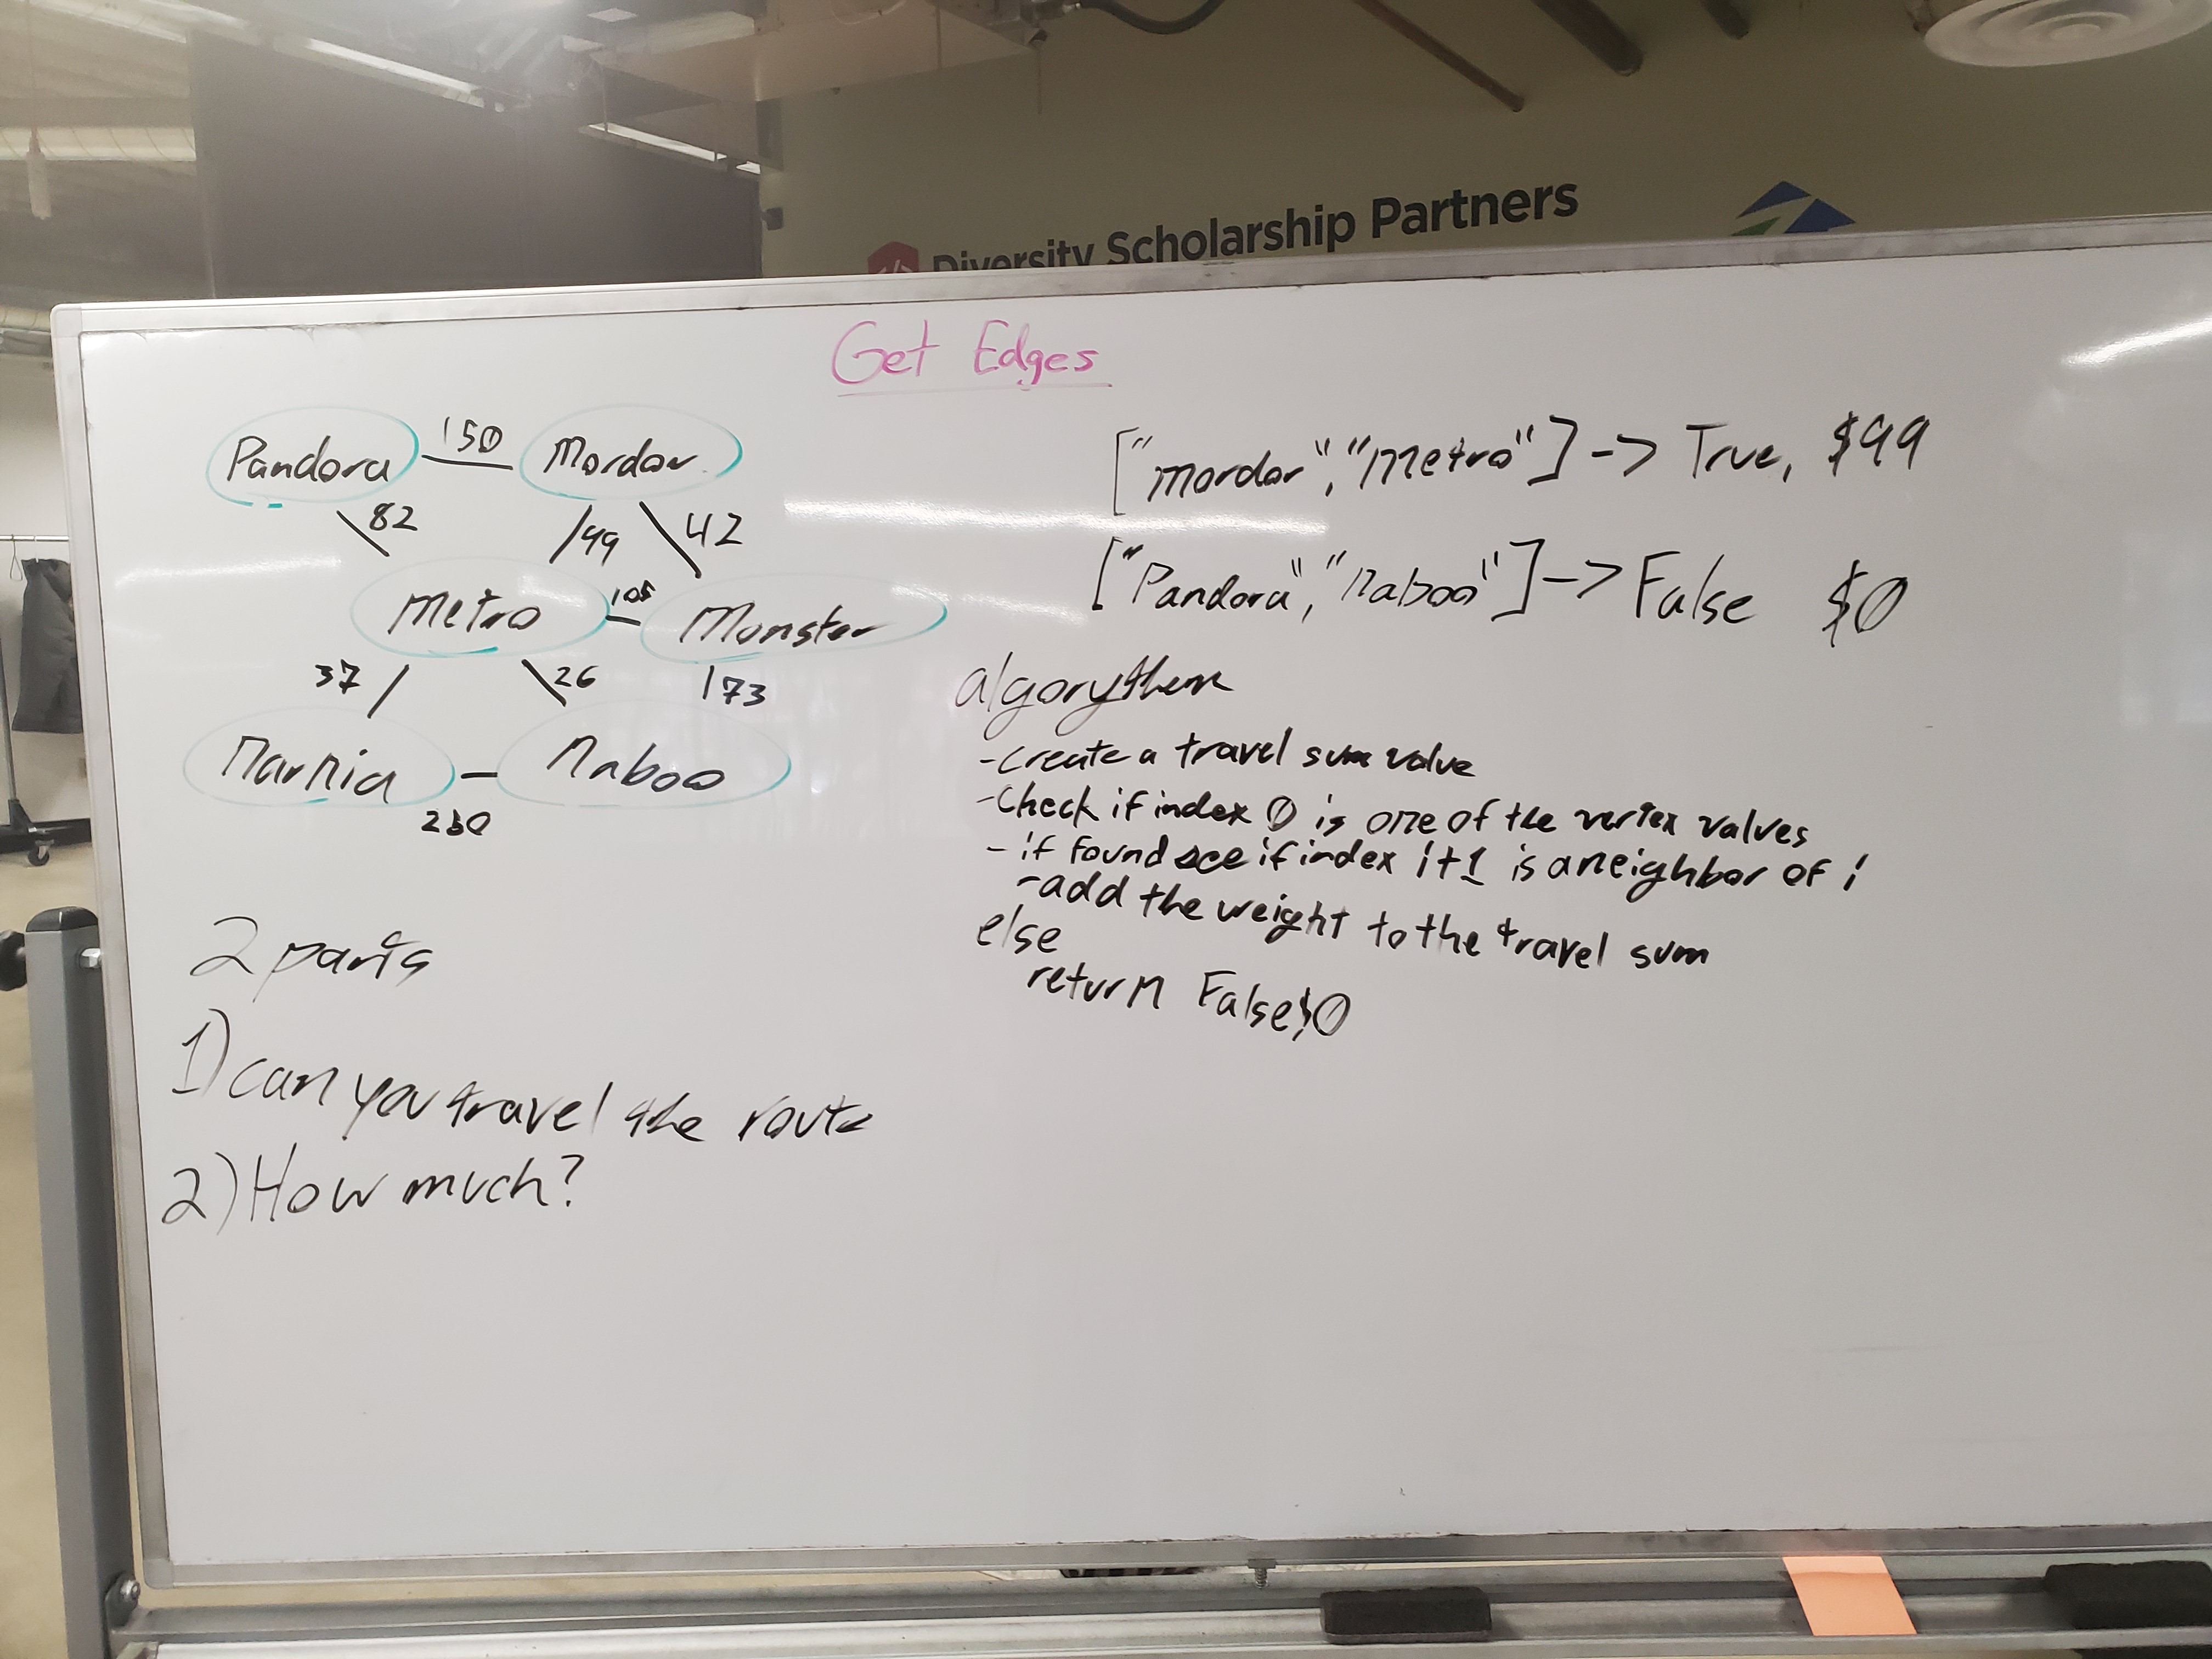 Diversity Scholarship Partners
Get Edges
Pandora 150 Mordor
82 99 42
Metro 105 Monster
37 26 73
Narnia Naboo
250
["Mordor", "Metro"] -> True, $99
["Pandora", "Naboo"] -> False $0
algorythem
- create a travel sum value
- Check if index 0 is one of the vertex values
- if found see if index i+1 is a neighbor of i
- add the weight to the travel sum
else
return False, $0
2 parts
1) can you travel the route
2) How much?